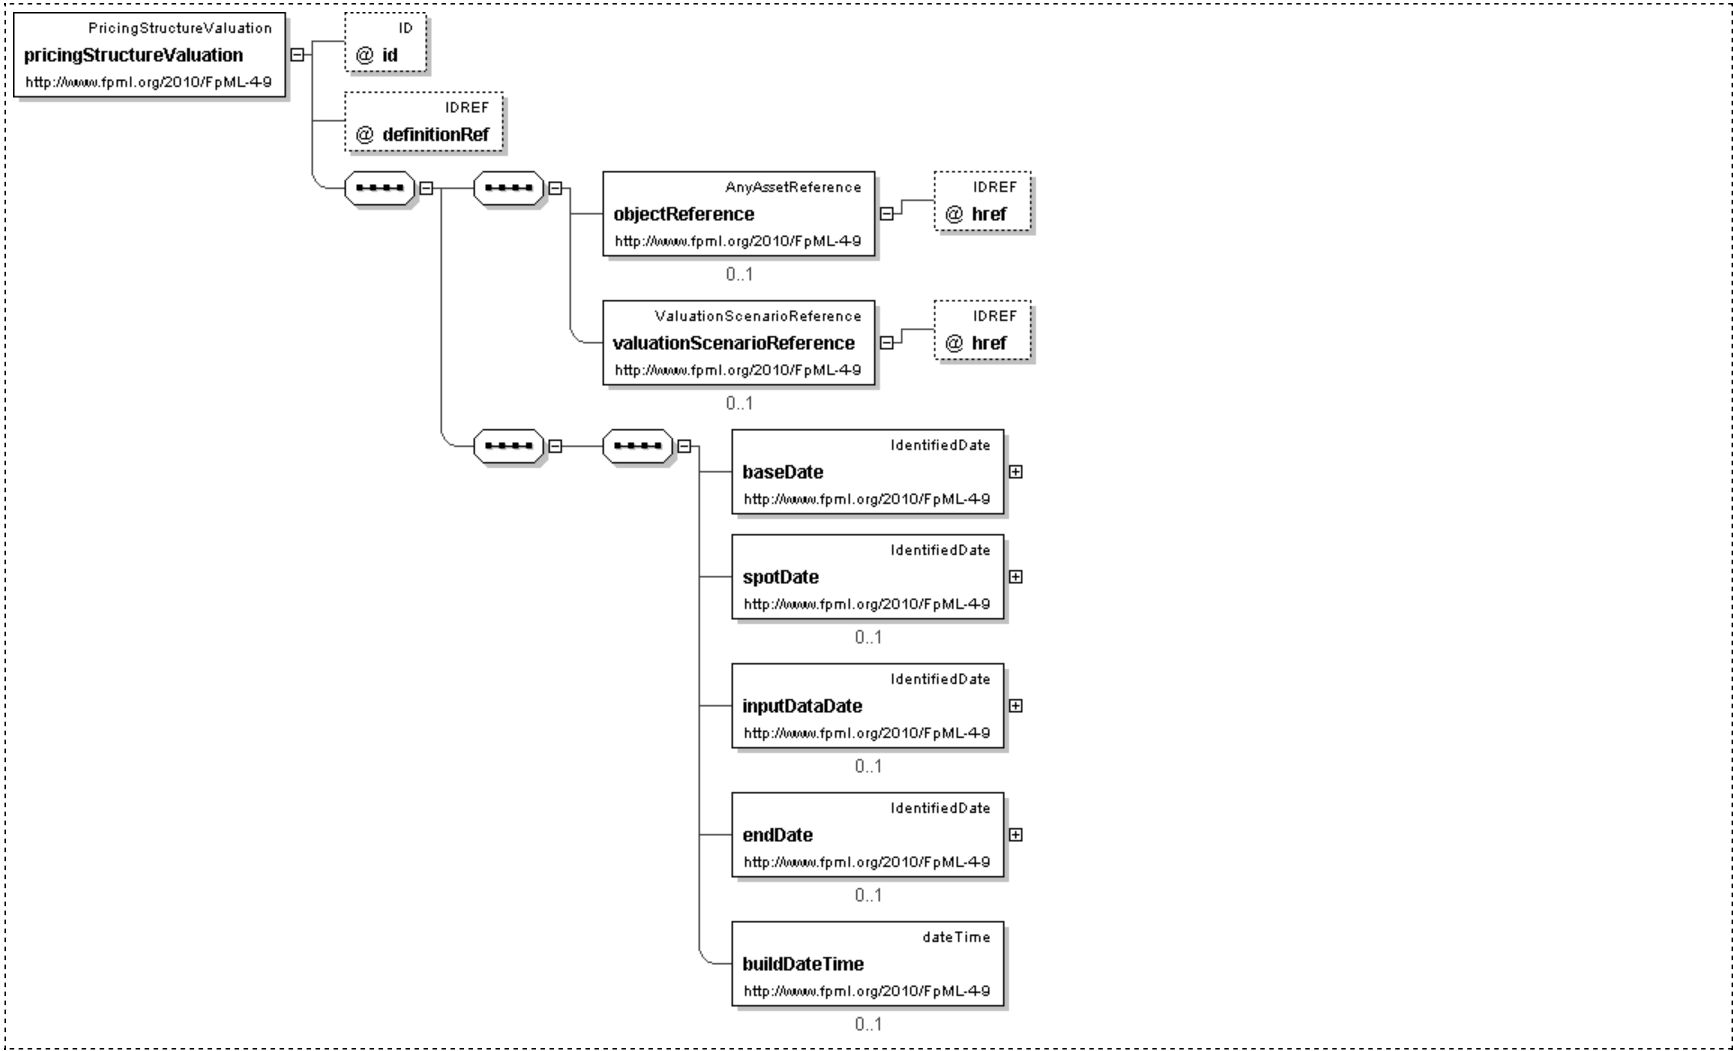 PricingStructureValuation
pricingStructureValuation
http://www.fpml.org/2010/FpML-4-9
ID
@ id
IDREF
@ definitionRef
AnyAssetReference
objectReference
http://www.fpml.org/2010/FpML-4-9
0..1
IDREF
@ href
ValuationScenarioReference
valuationScenarioReference
http://www.fpml.org/2010/FpML-4-9
0..1
IDREF
@ href
IdentifiedDate
baseDate
http://www.fpml.org/2010/FpML-4-9
IdentifiedDate
spotDate
http://www.fpml.org/2010/FpML-4-9
0..1
IdentifiedDate
inputDataDate
http://www.fpml.org/2010/FpML-4-9
0..1
IdentifiedDate
endDate
http://www.fpml.org/2010/FpML-4-9
0..1
dateTime
buildDateTime
http://www.fpml.org/2010/FpML-4-9
0..1